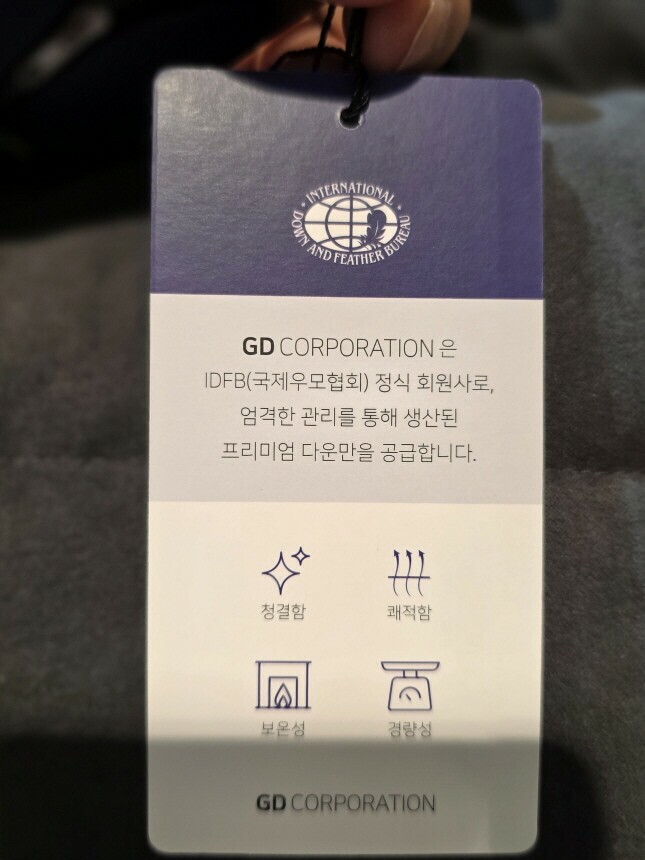 INTERNATIONAL
DOWN AND FEATHER BUREAU
GD CORPORATION 은
IDFB(국제우모협회) 정식 회원사로,
엄격한 관리를 통해 생산된
프리미엄 다운만을 공급합니다.
청결함 쾌적함
보온성 경량성
GD CORPORATION